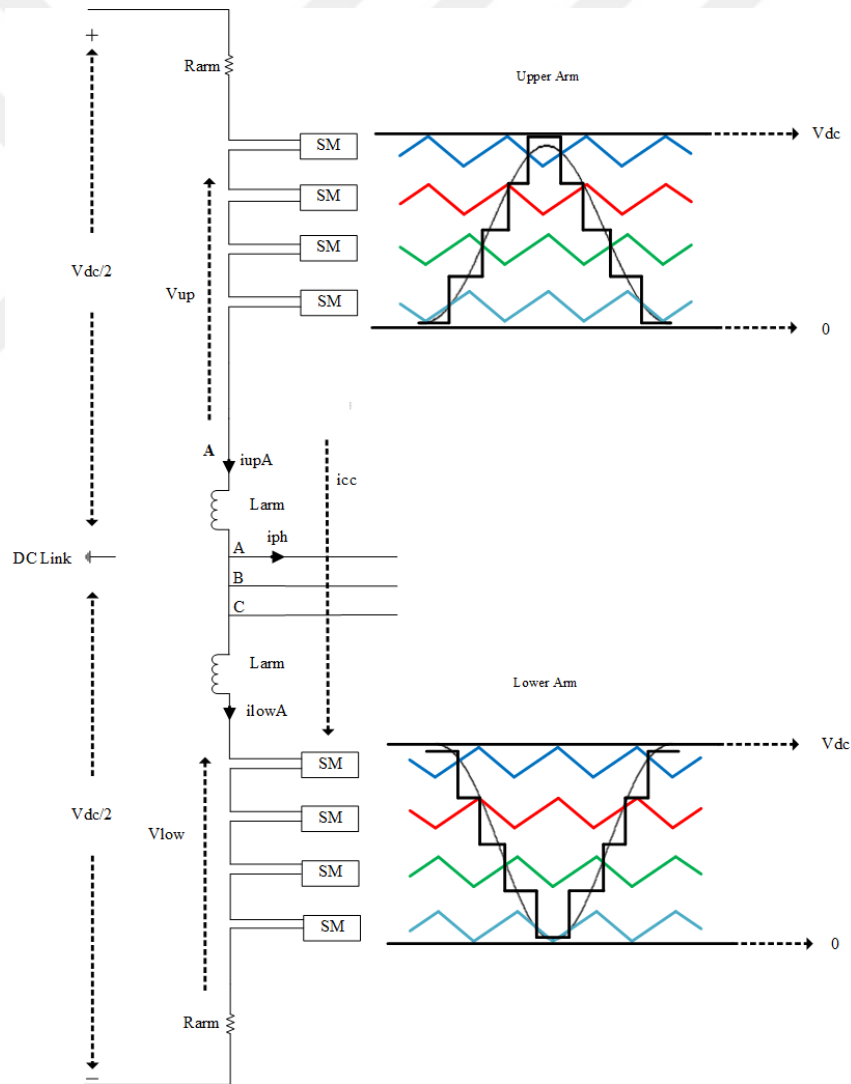 +
Rarm
Upper Arm
SM
Vdc
SM
SM
Vdc/2
Vup
SM
0
A
iupA
icc
Larm
iph
DC Link
A
B
C
Larm
Lower Arm
ilowA
Vdc
SM
Vdc/2
SM
Vlow
SM
SM
0
Rarm
−